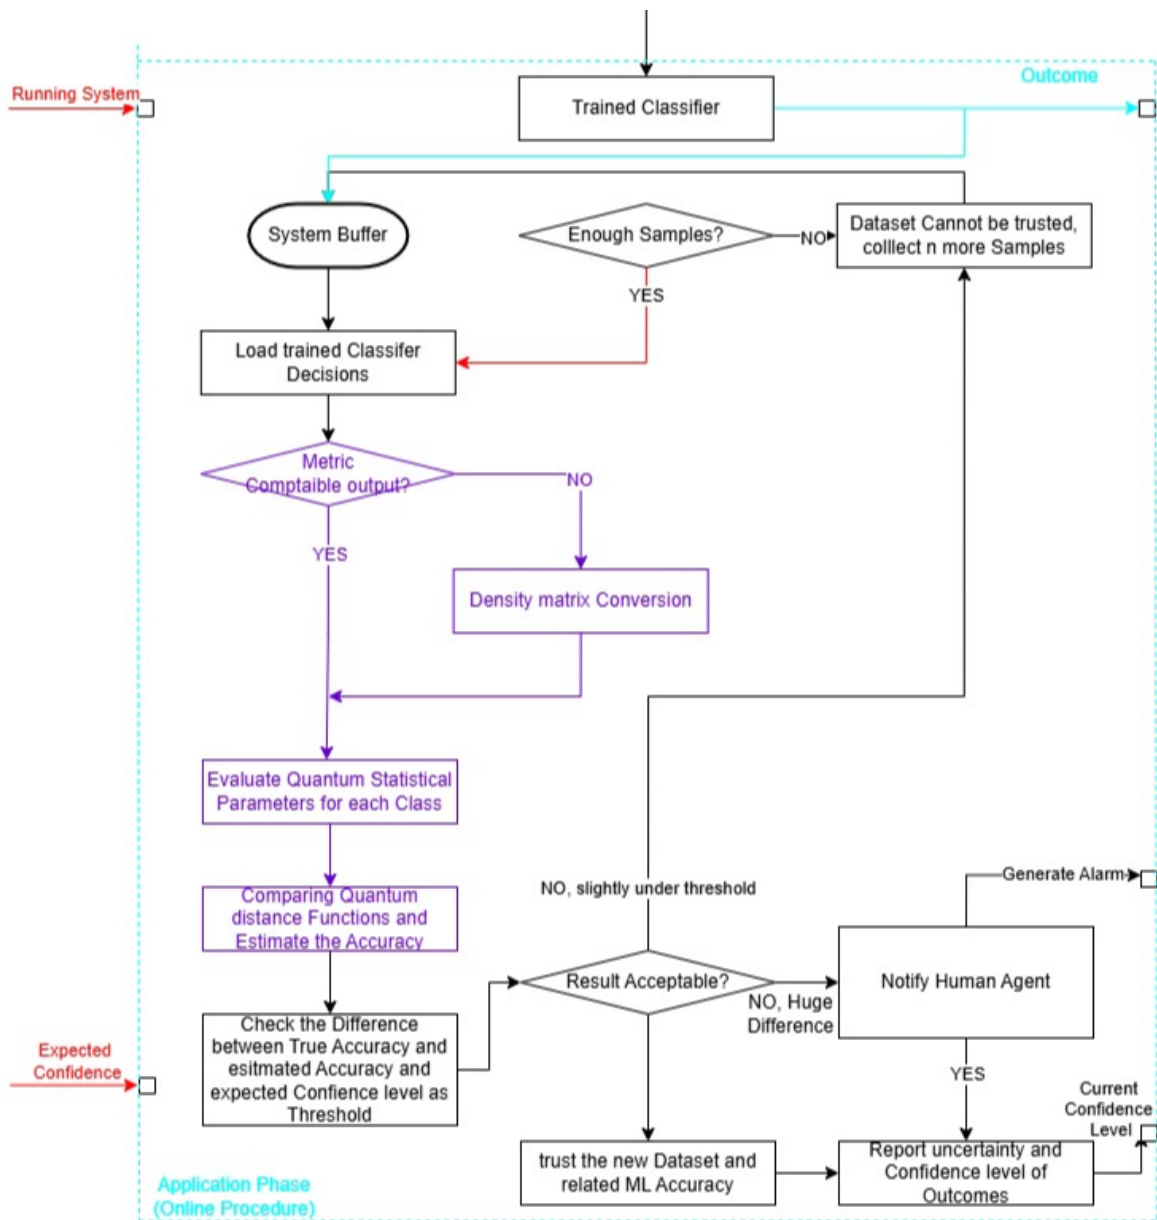 Outcome
Running System
Trained Classifier
System Buffer
Enough Samples?
NO
Dataset Cannot be trusted,
colllect n more Samples
YES
Load trained Classifer
Decisions
Metric
Comptaible output?
NO
YES
Density matrix Conversion
Evaluate Quantum Statistical
Parameters for each Class
Comparing Quantum
distance Functions and
Estimate the Accuracy
NO, slightly under threshold
Generate Alarm
Result Acceptable?
NO, Huge
Difference
Notify Human Agent
Check the Difference
between True Accuracy and
esitmated Accuracy and
expected Confience level as
Threshold
Expected
Confidence
YES
Current
Confidence
Level
trust the new Dataset and
related ML Accuracy
Report uncertainty and
Confidence level of
Outcomes
Application Phase
(Online Procedure)